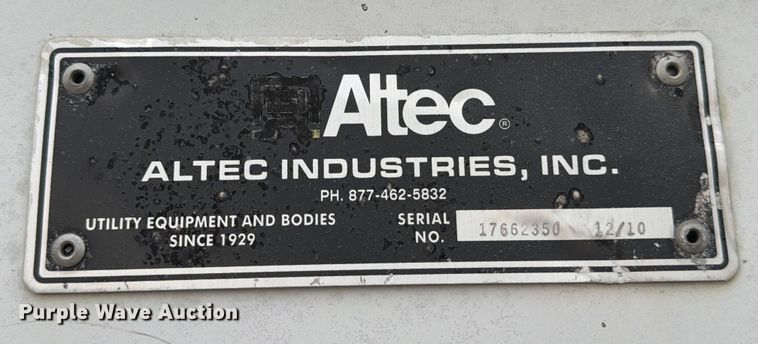 Altec®
ALTEC INDUSTRIES, INC.
PH. 877-462-5832
UTILITY EQUIPMENT AND BODIES
SINCE 1929
SERIAL
NO.
17662350 12/10
Purple Wave Auction